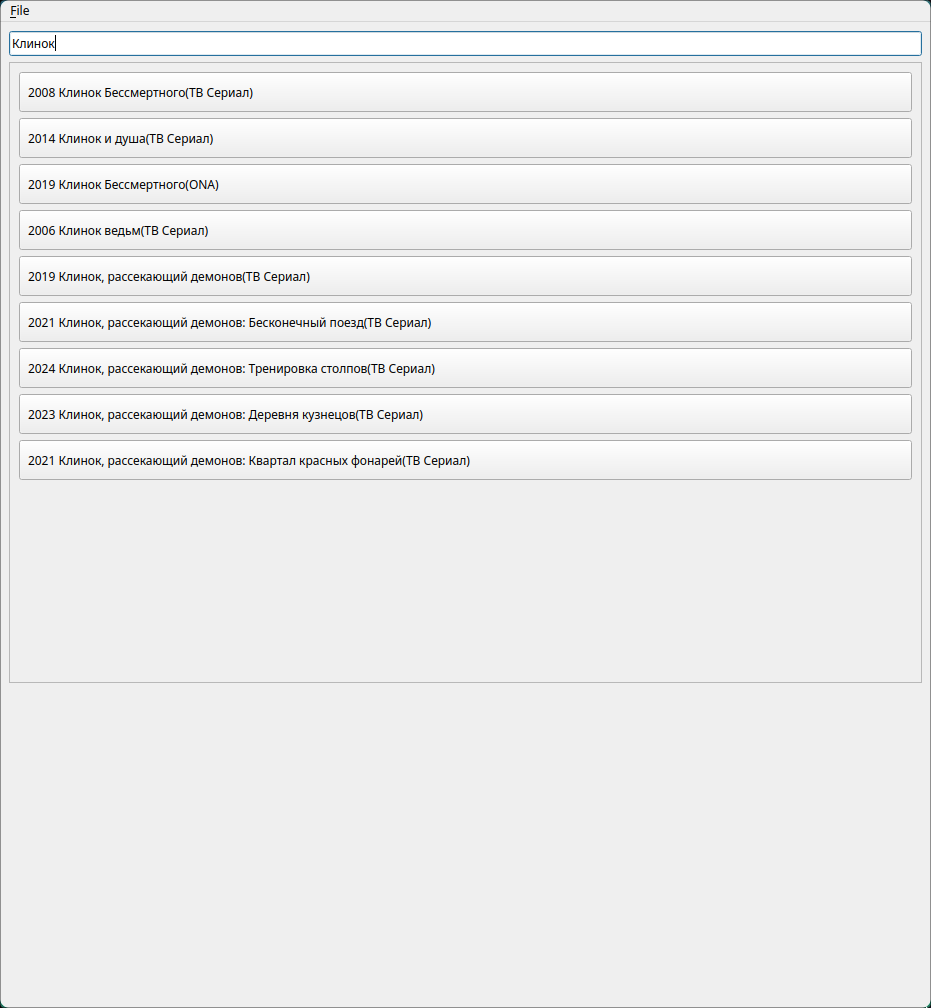 File
Клинок
2008 Клинок Бессмертного(ТВ Сериал)
2014 Клинок и душа(ТВ Сериал)
2019 Клинок Бессмертного(ONA)
2006 Клинок ведьм(ТВ Сериал)
2019 Клинок, рассекающий демонов(ТВ Сериал)
2021 Клинок, рассекающий демонов: Бесконечный поезд(ТВ Сериал)
2024 Клинок, рассекающий демонов: Тренировка столпов(ТВ Сериал)
2023 Клинок, рассекающий демонов: Деревня кузнецов(ТВ Сериал)
2021 Клинок, рассекающий демонов: Квартал красных фонарей(ТВ Сериал)